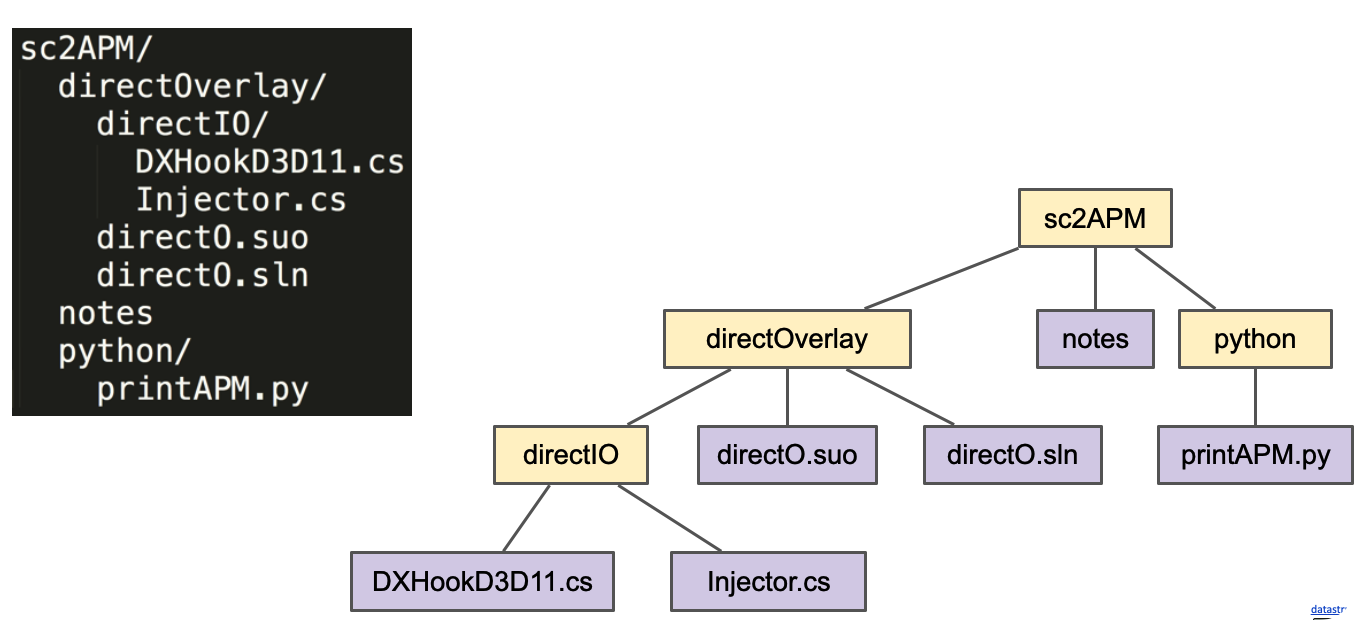 sc2APM/
directOverlay/
directIO/
DXHookD3D11.cs
Injector.cs
directO.suo
directO.sln
notes
python/
printAPM.py
sc2APM
directOverlay
notes
python
directIO
directO.suo
directO.sln
printAPM.py
DXHookD3D11.cs
Injector.cs